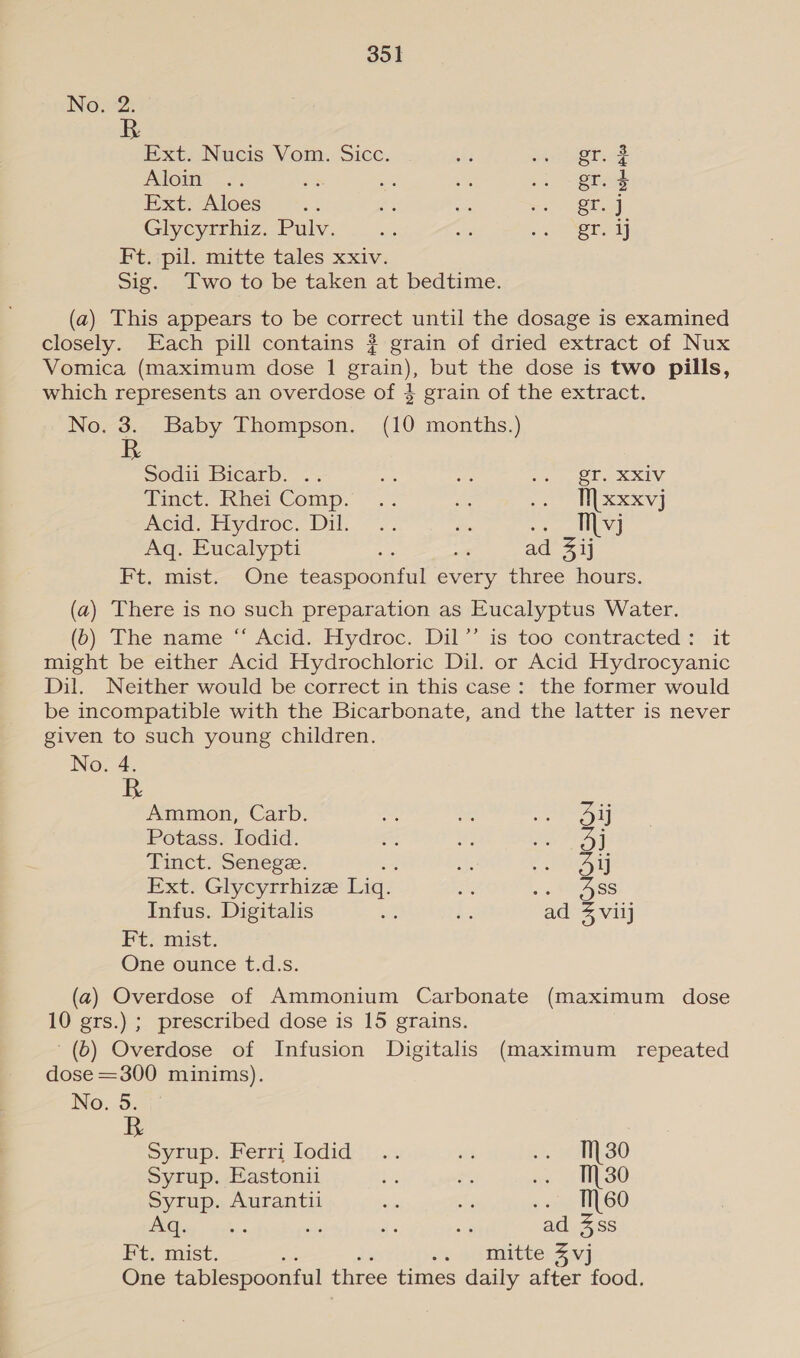 351
No. 2.
℞
Ext. Nucis Vom. Sicc. .. .. gr. ¾
Aloin .. .. .. .. .. gr. ½
Ext. Aloes .. .. .. .. gr. j
Glycyrrhiz. Pulv. .. .. .. gr. ij
Ft. pil. mitte tales xxiv.
Sig. Two to be taken at bedtime.
(a) This appears to be correct until the dosage is examined
closely. Each pill contains ¾ grain of dried extract of Nux
Vomica (maximum dose 1 grain), but the dose is two pills,
which represents an overdose of ½ grain of the extract.
No. 3. Baby Thompson. (10 months.)
℞
Sodii Bicarb. .. .. .. .. gr. xxiv
Tinct. Rhei Comp. .. .. .. ♏xxxvj
Acid. Hydroc. Dil. .. .. .. ♏vj
Aq. Eucalypti .. .. ad ℥ij
Ft. mist. One teaspoonful every three hours.
(a) There is no such preparation as Eucalyptus Water.
(b) The name “ Acid. Hydroc. Dil ” is too contracted : it
might be either Acid Hydrochloric Dil. or Acid Hydrocyanic
Dil. Neither would be correct in this case : the former would
be incompatible with the Bicarbonate, and the latter is never
given to such young children.
No. 4.
℞
Ammon, Carb. .. .. .. ʒij
Potass. Iodid. .. .. .. ʒj
Tinct. Senegæ. .. .. .. ʒij
Ext. Glycyrrhizæ Liq. .. .. ʒss
Infus. Digitalis .. .. ad ℥viij
Ft. mist.
One ounce t.d.s.
(a) Overdose of Ammonium Carbonate (maximum dose
10 grs.) ; prescribed dose is 15 grains.
(b) Overdose of Infusion Digitalis (maximum repeated
dose =300 minims).
No. 5.
℞
Syrup. Ferri Iodid .. .. .. ♏30
Syrup. Eastonii .. .. .. ♏30
Syrup. Aurantii .. .. .. ♏60
Aq. .. .. .. .. ad ℥ss
Ft. mist. .. .. .. mitte ℥vj
One tablespoonful three times daily after food.